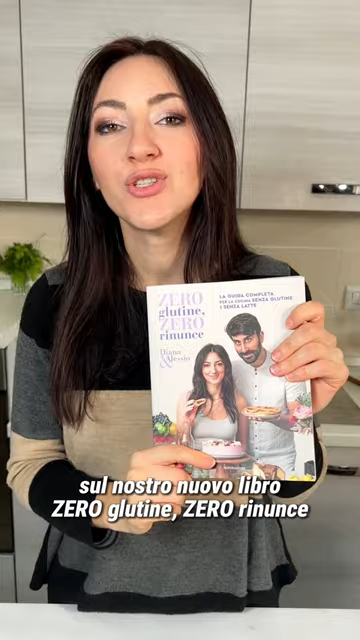 ZERO
glutine,
ZERO
rinunce
Diana
&Alessio
LA GUIDA COMPLETA
PER LA CUCINA SENZA GLUTINE
E SENZA LATTE
sul nostro nuovo libro
ZERO glutine, ZERO rinunce